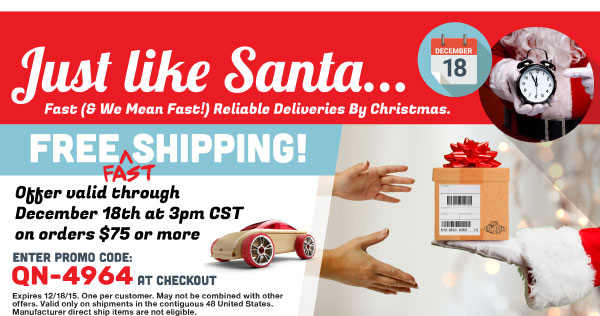 Just like Santa...
DECEMBER
18
Fast (& We Mean Fast!) Reliable Deliveries By Christmas.
FREE SHIPPING!
FAST
Offer valid through
December 18th at 3pm CST
on orders $75 or more
ENTER PROMO CODE:
QN-4964 AT CHECKOUT
Expires 12/18/15. One per customer. May not be combined with other
offers. Valid only on shipments in the contiguous 48 United States.
Manufacturer direct ship items are not eligible.